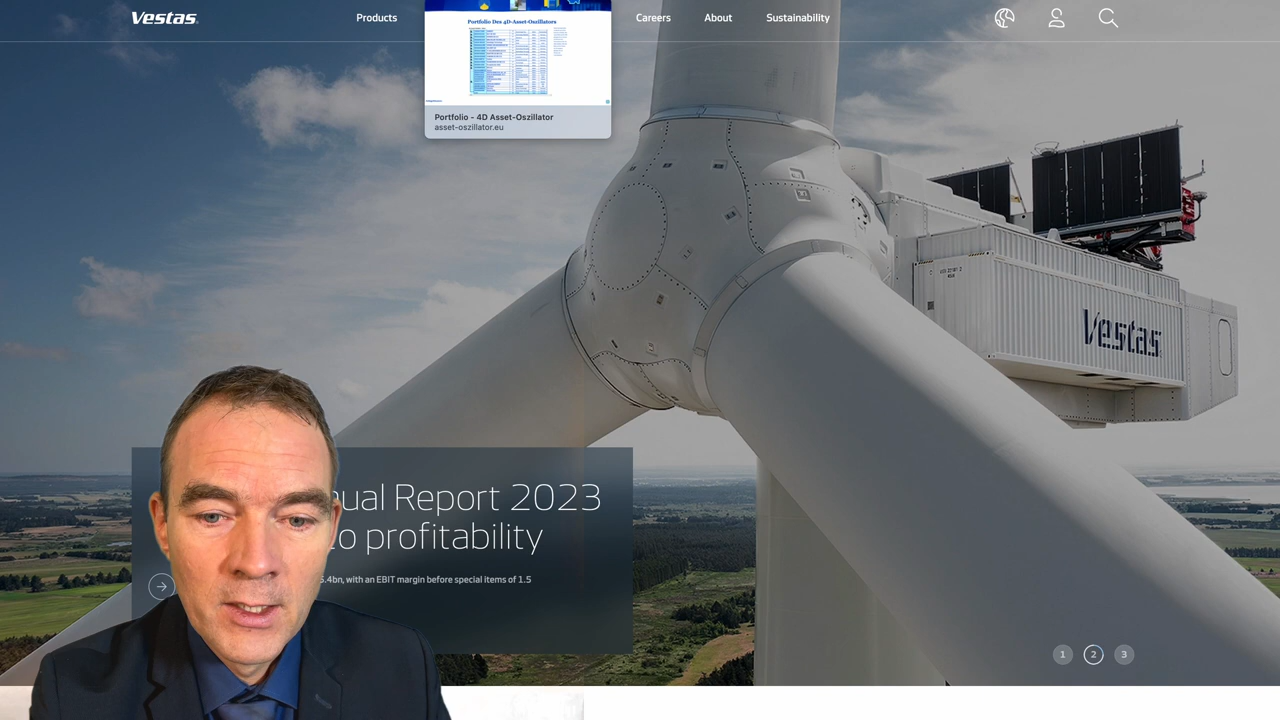 Vestas
Products
Careers
About
Sustainability
Portfolio Des 4D-Asset-Oszillators
Portfolio - 4D Asset-Oszillator
asset-oszillator.eu
Vestas
ual Report 2023
to profitability
.4bn, with an EBIT margin before special items of 1.5
1
2
3